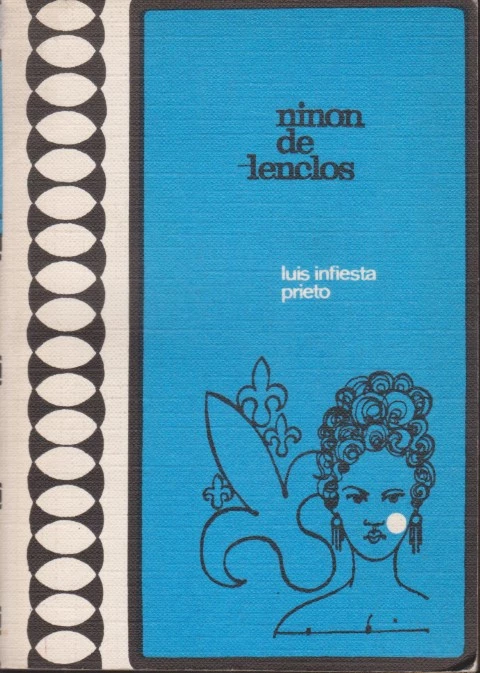 ninon
de
lenclos
luis infiesta
prieto